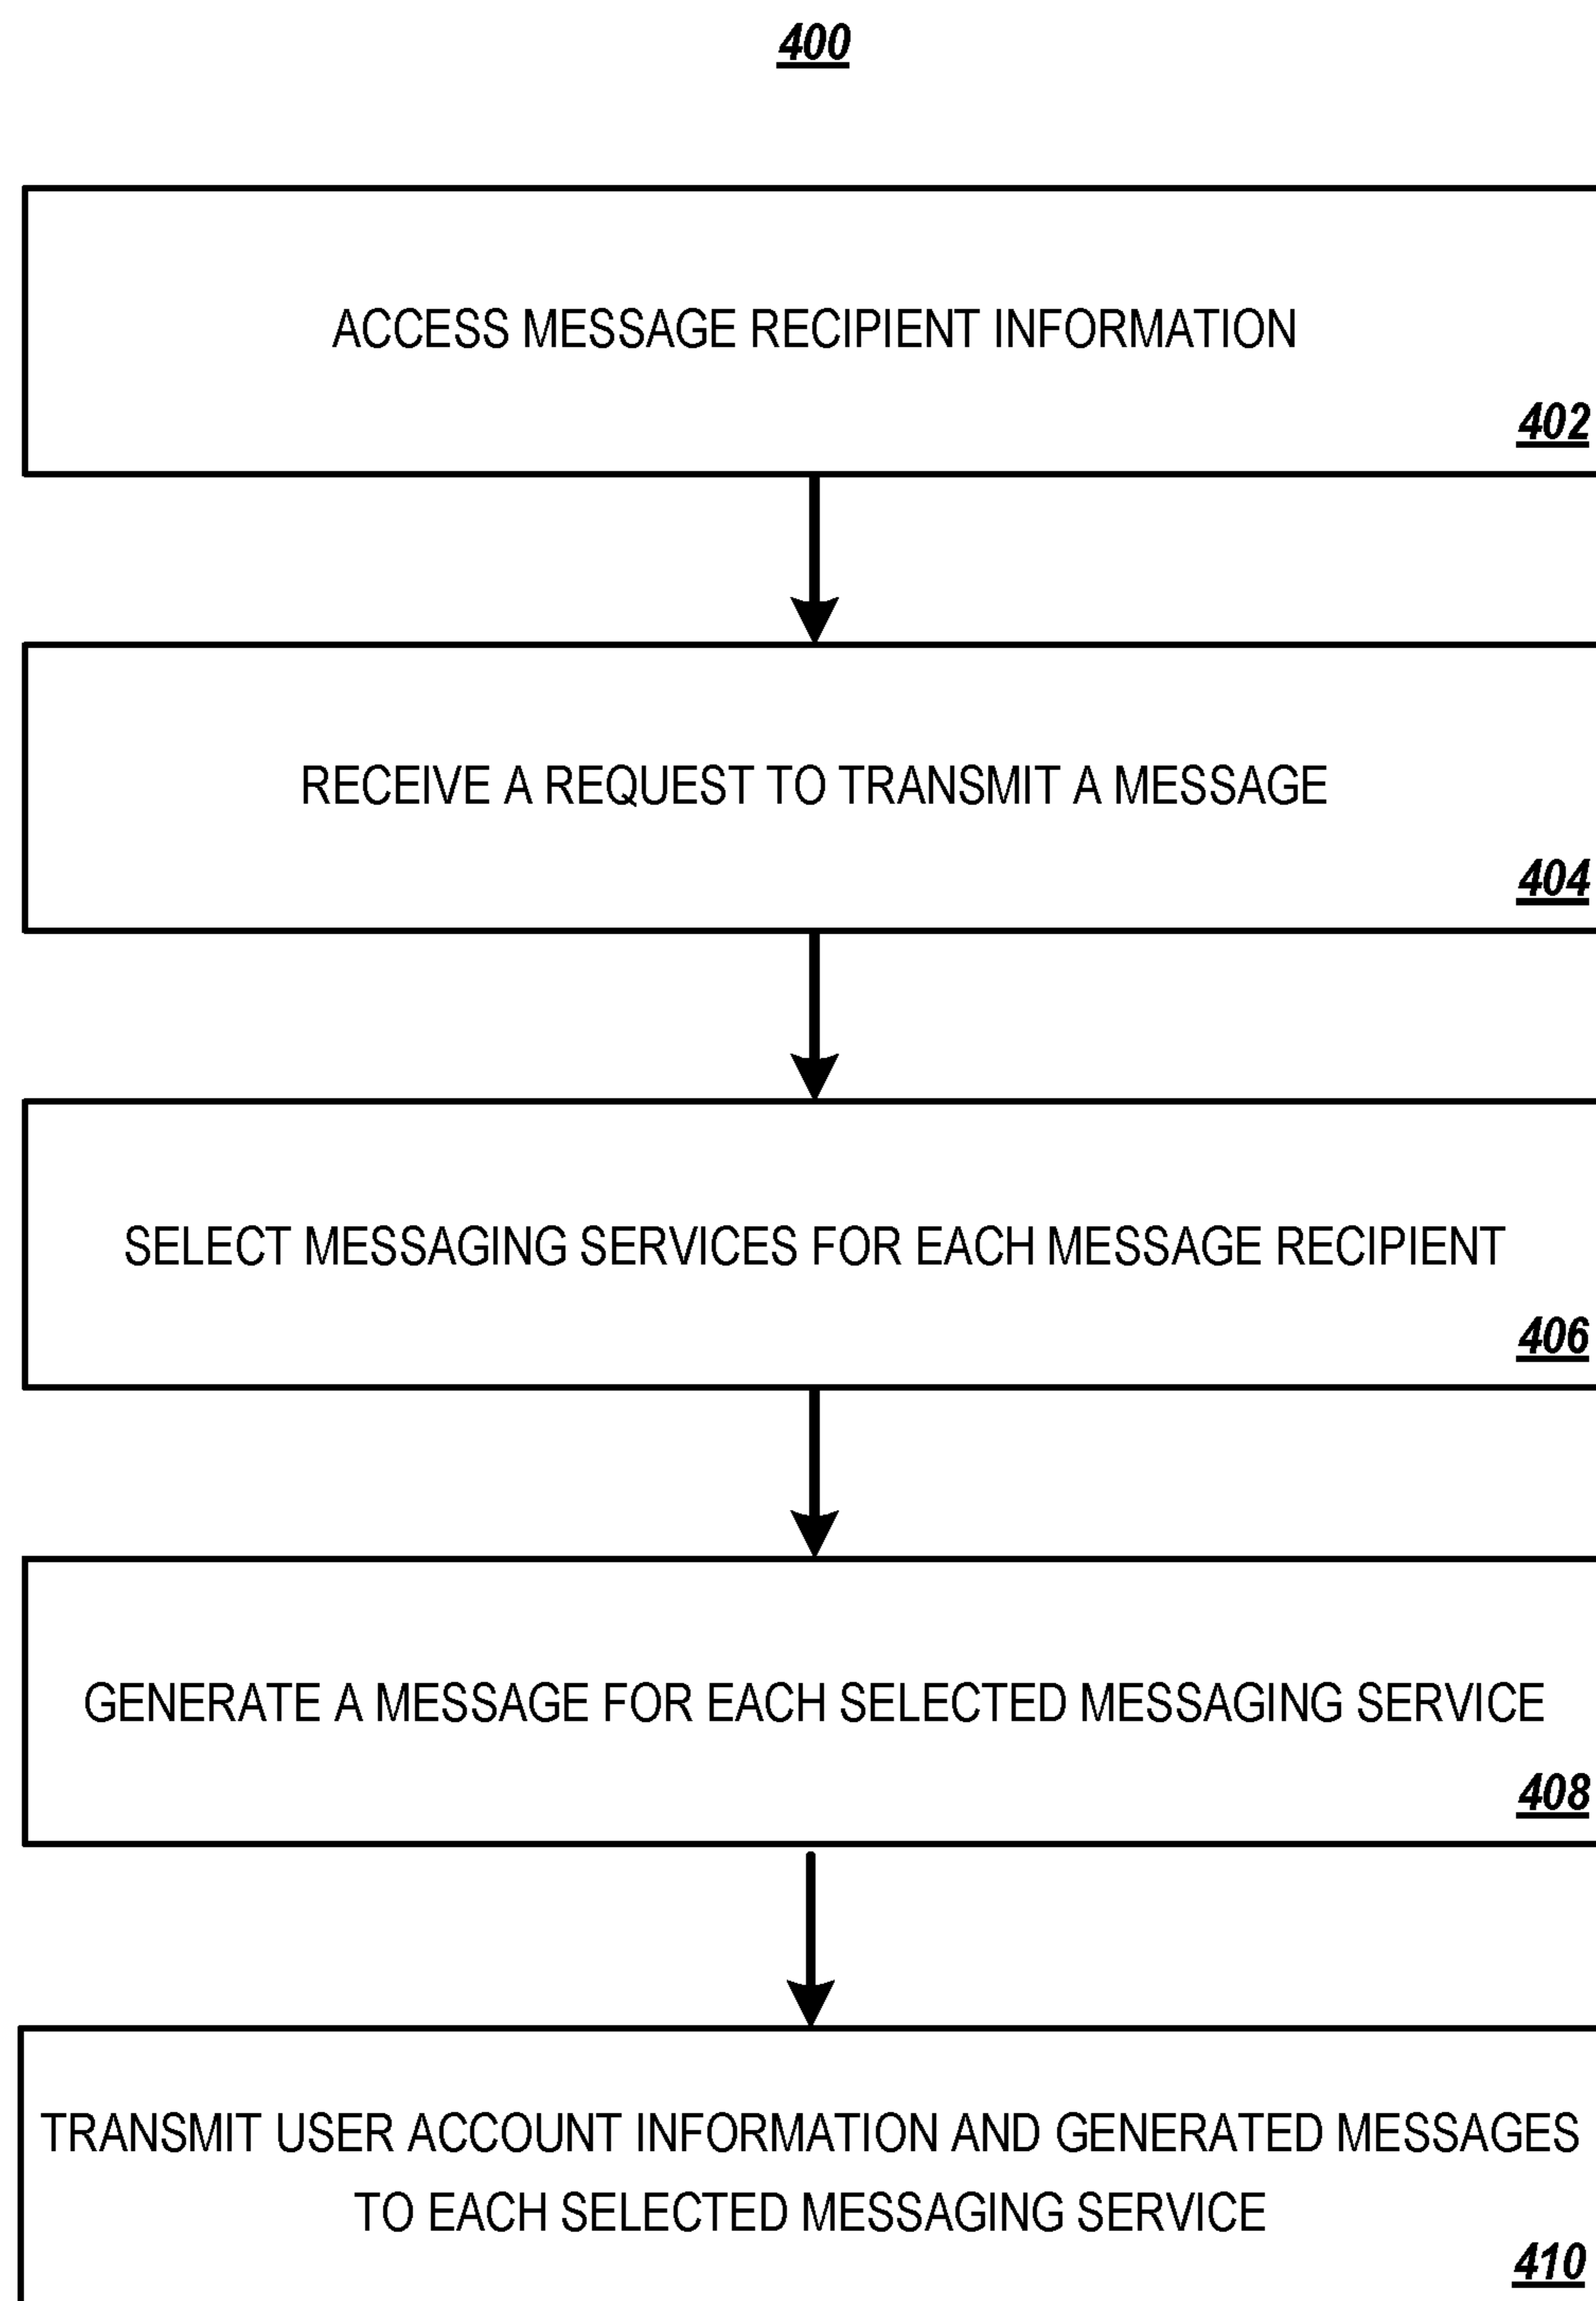 400
ACCESS MESSAGE RECIPIENT INFORMATION
402
RECEIVE A REQUEST TO TRANSMIT A MESSAGE
404
SELECT MESSAGING SERVICES FOR EACH MESSAGE RECIPIENT
406
GENERATE A MESSAGE FOR EACH SELECTED MESSAGING SERVICE
408
TRANSMIT USER ACCOUNT INFORMATION AND GENERATED MESSAGES
TO EACH SELECTED MESSAGING SERVICE
410